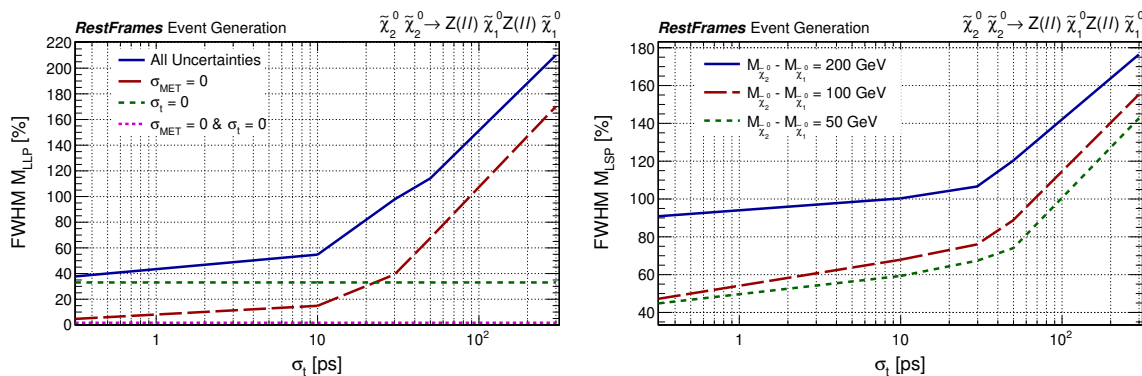 RestFrames Event Generation
χ̃₂⁰ χ̃₂⁰ → Z(ll) χ̃₁⁰ Z(ll) χ̃₁⁰
220
200
180
160
140
120
100
80
60
40
20
0
FWHM M_LLP [%]
All Uncertainties
σ_MET = 0
σ_t = 0
σ_MET = 0 & σ_t = 0
1 10 10²
σ_t [ps]
RestFrames Event Generation
χ̃₂⁰ χ̃₂⁰ → Z(ll) χ̃₁⁰ Z(ll) χ̃₁⁰
180
160
140
120
100
80
60
40
FWHM M_LSP [%]
M_χ̃₂⁰ - M_χ̃₁⁰ = 200 GeV
M_χ̃₂⁰ - M_χ̃₁⁰ = 100 GeV
M_χ̃₂⁰ - M_χ̃₁⁰ = 50 GeV
1 10 10²
σ_t [ps]